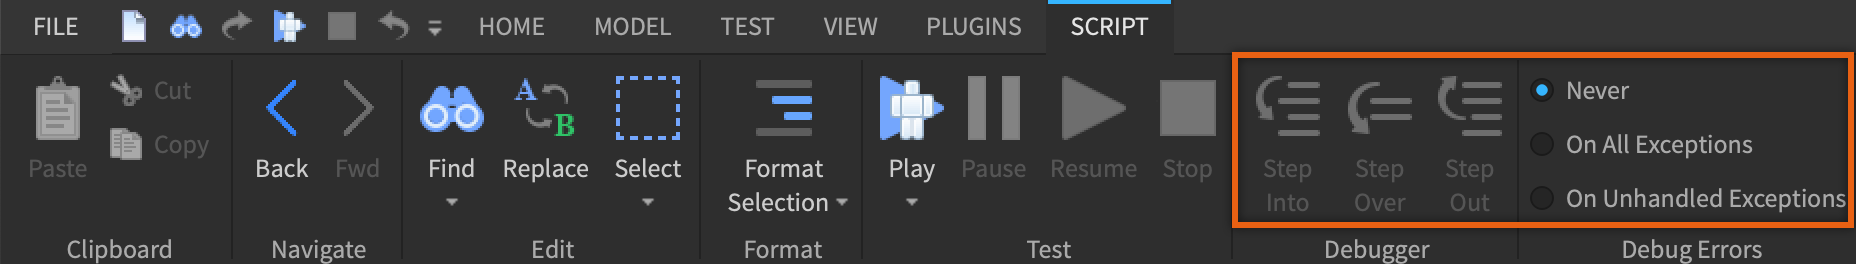 FILE HOME MODEL TEST VIEW PLUGINS SCRIPT
Paste
Cut
Copy
Clipboard
Back
Fwd
Navigate
Find
Replace
A
B
Select
Edit
Format
Selection
Format
Play
Pause
Resume
Stop
Test
Step
Into
Step
Over
Step
Out
Debugger
Never
On All Exceptions
On Unhandled Exceptions
Debug Errors